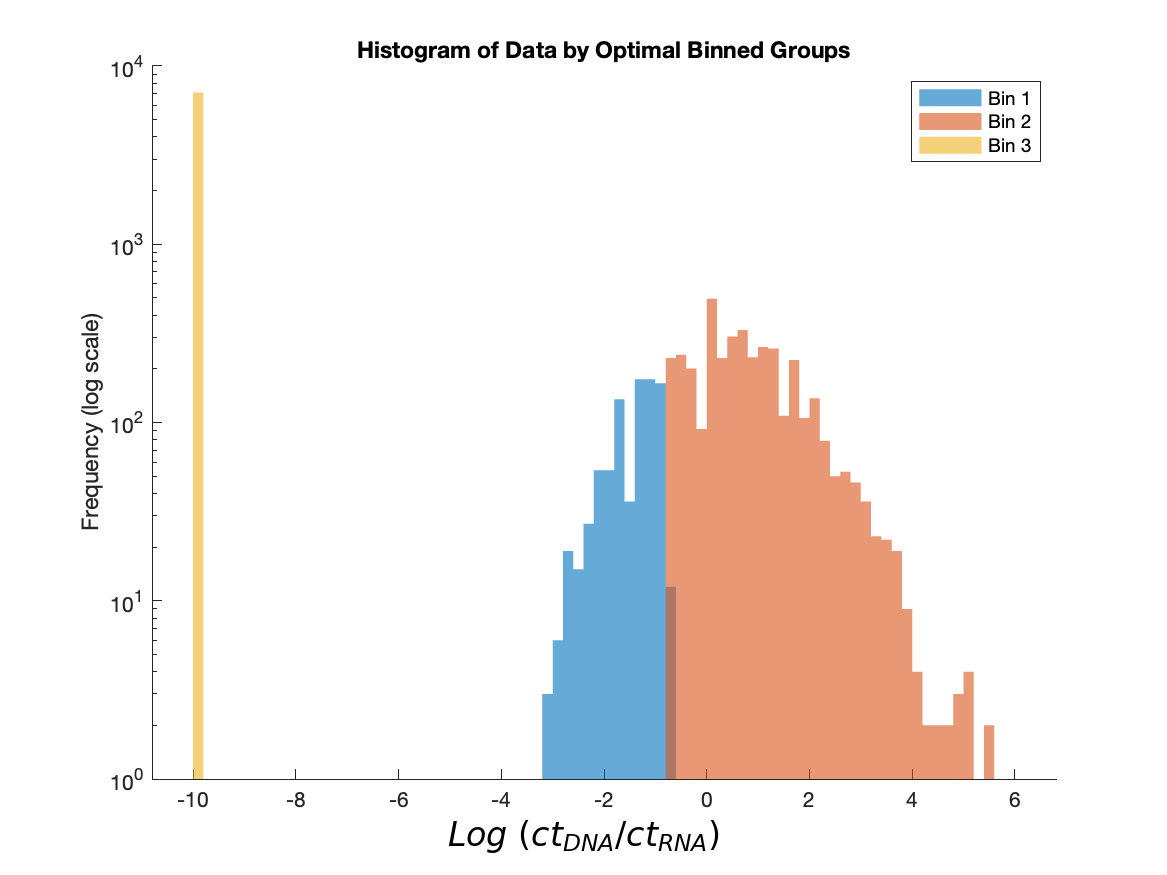 Histogram of Data by Optimal Binned Groups
10^4
10^3
10^2
10^1
10^0
Frequency (log scale)
Bin 1
Bin 2
Bin 3
-10 -8 -6 -4 -2 0 2 4 6
Log (ct_DNA/ct_RNA)